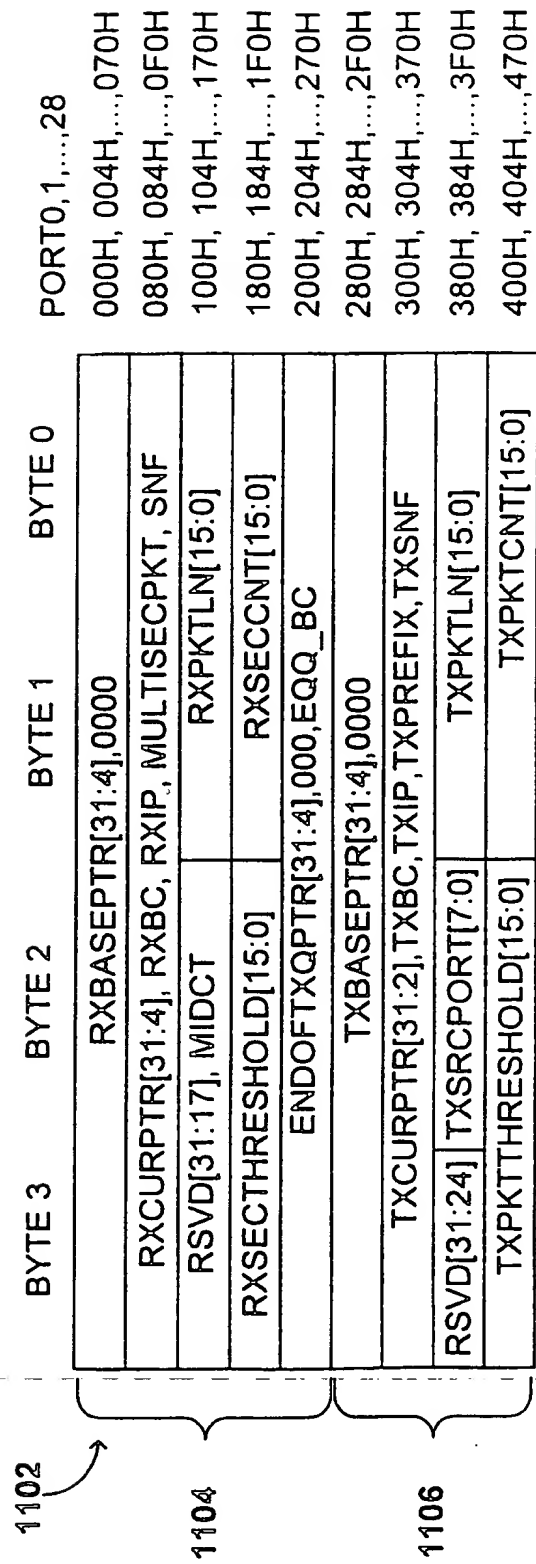 1102
BYTE 3 BYTE 2 BYTE 1 BYTE 0 PORT0,1,...,28
1104
RXBASEPTR[31:4],0000 000H, 004H,...,070H
RXCURPTR[31:4], RXBC, RXIP, MULTISECPKT, SNF 080H, 084H,...,0F0H
RSVD[31:17], MIDCT RXPKTLN[15:0] 100H, 104H,...,170H
RXSECTHRESHOLD[15:0] RXSECCNT[15:0] 180H, 184H,...,1F0H
ENDOFTXQPTR[31:4],000,EQQ_BC 200H, 204H,...,270H
1106
TXBASEPTR[31:4],0000 280H, 284H,...,2F0H
TXCURPTR[31:2],TXBC,TXIP,TXPREFIX,TXSNF 300H, 304H,...,370H
RSVD[31:24] TXSRCPORT[7:0] TXPKTLN[15:0] 380H, 384H,...,3F0H
TXPKTTHRESHOLD[15:0] TXPKTCNT[15:0] 400H, 404H,...,470H